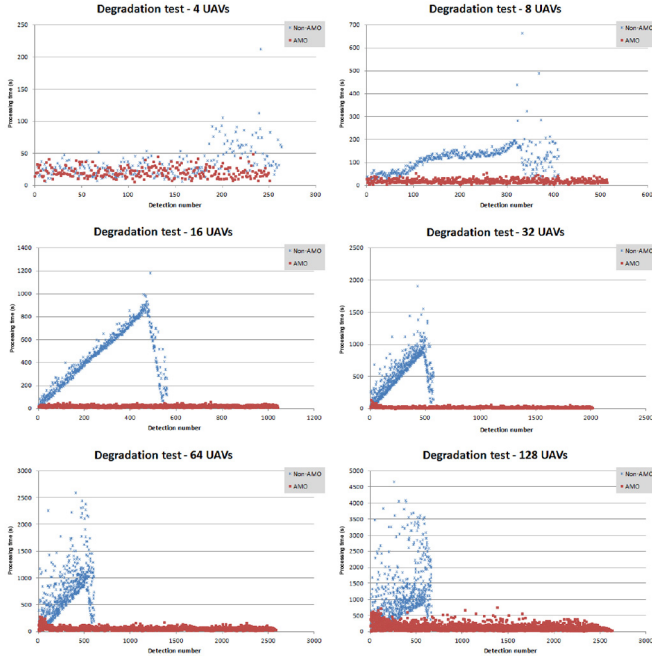 Degradation test - 4 UAVs
Non-AMO
AMO
Processing time (s)
250
200
150
100
50
0
0 50 100 150 200 250 300
Detection number
Degradation test - 8 UAVs
Non-AMO
AMO
Processing time (s)
700
600
500
400
300
200
100
0
0 100 200 300 400 500 600
Detection number
Degradation test - 16 UAVs
Non-AMO
AMO
Processing time (s)
1400
1200
1000
800
600
400
200
0
0 200 400 600 800 1000 1200
Detection number
Degradation test - 32 UAVs
Non-AMO
AMO
Processing time (s)
2500
2000
1500
1000
500
0
0 500 1000 1500 2000 2500
Detection number
Degradation test - 64 UAVs
Non-AMO
AMO
Processing time (s)
3000
2500
2000
1500
1000
500
0
0 500 1000 1500 2000 2500 3000
Detection number
Degradation test - 128 UAVs
Non-AMO
AMO
Processing time (s)
5000
4500
4000
3500
3000
2500
2000
1500
1000
500
0
0 500 1000 1500 2000 2500 3000
Detection number